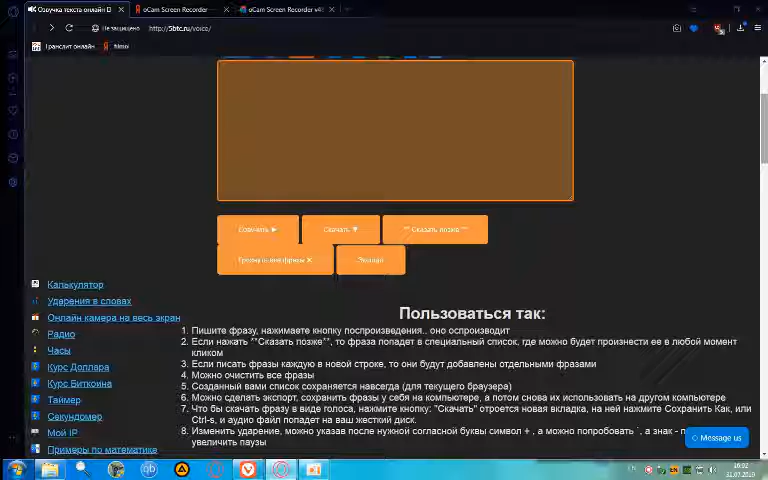 Озвучка текста онлайн D
oCam Screen Recorder
oCam Screen Recorder v4
Не защищено
http://5btc.ru/voice/
Транслит онлайн
filmoi
Скачать ▼
** Сказать позже **
Экспорт
Калькулятор
Ударения в словах
Онлайн камера на весь экран
Радио
Часы
Курс Доллара
Курс Биткоина
Таймер
Секундомер
Мой IP
Примеры по математике
Пользоваться так:
1. Пишите фразу, нажимаете кнопку поспроизведения.. оно оспроизводит
2. Если нажать **Сказать позже**, то фраза попадет в специальный список, где можно будет произнести ее в любой момент
кликом
3. Если писать фразы каждую в новой строке, то они будут добавлены отдельными фразами
4. Можно очистить все фразы
5. Созданный вами список сохраняется навсегда (для текущего браузера)
6. Можно сделать экспорт, сохранить фразы у себя на компьютере, а потом снова их использовать на другом компьютере
7. Что бы скачать фразу в виде голоса, нажмите кнопку: "Скачать" отроется новая вкладка, на ней нажмите Сохранить Как, или
Ctrl-s, и аудио файл попадет на ваш жесткий диск.
8. Изменить ударение, можно указав после нужной согласной буквы символ + , а можно попробовать `, а знак - п
увеличить паузы
Message us
16:02
31.07.2019